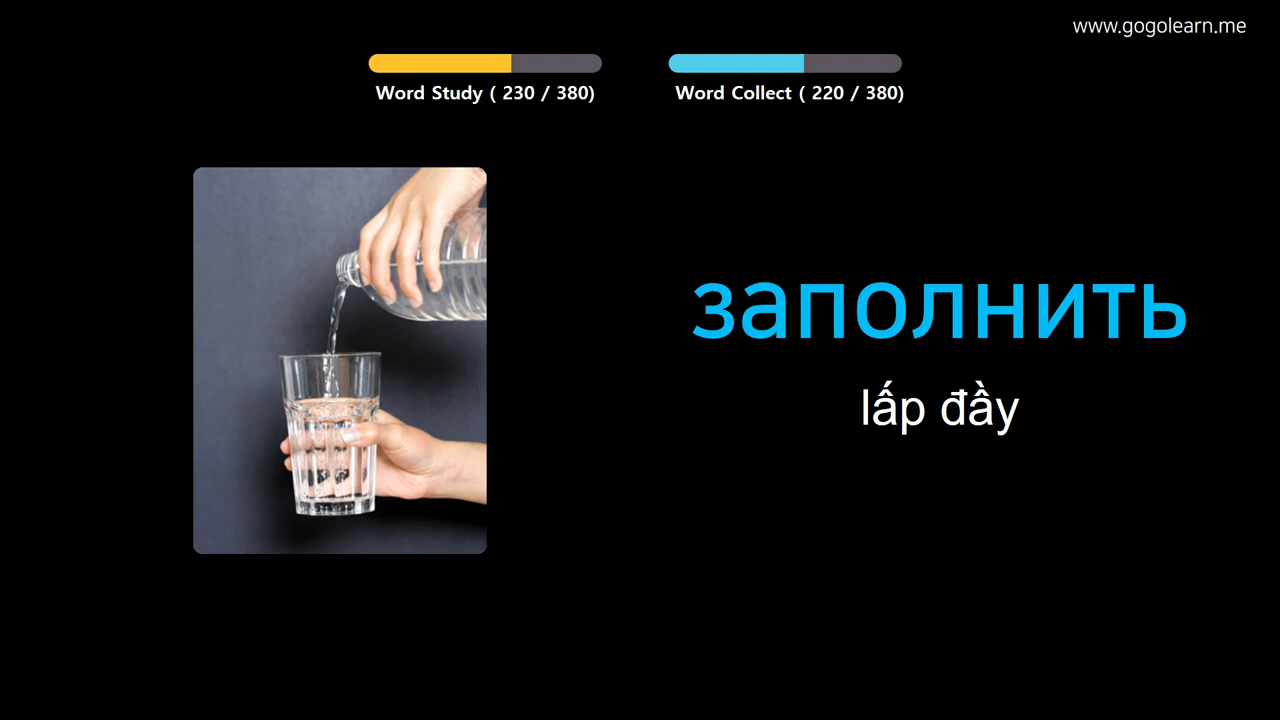 www.gogolearn.me
Word Study ( 230 / 380)
Word Collect ( 220 / 380)
заполнить
lấp đầy